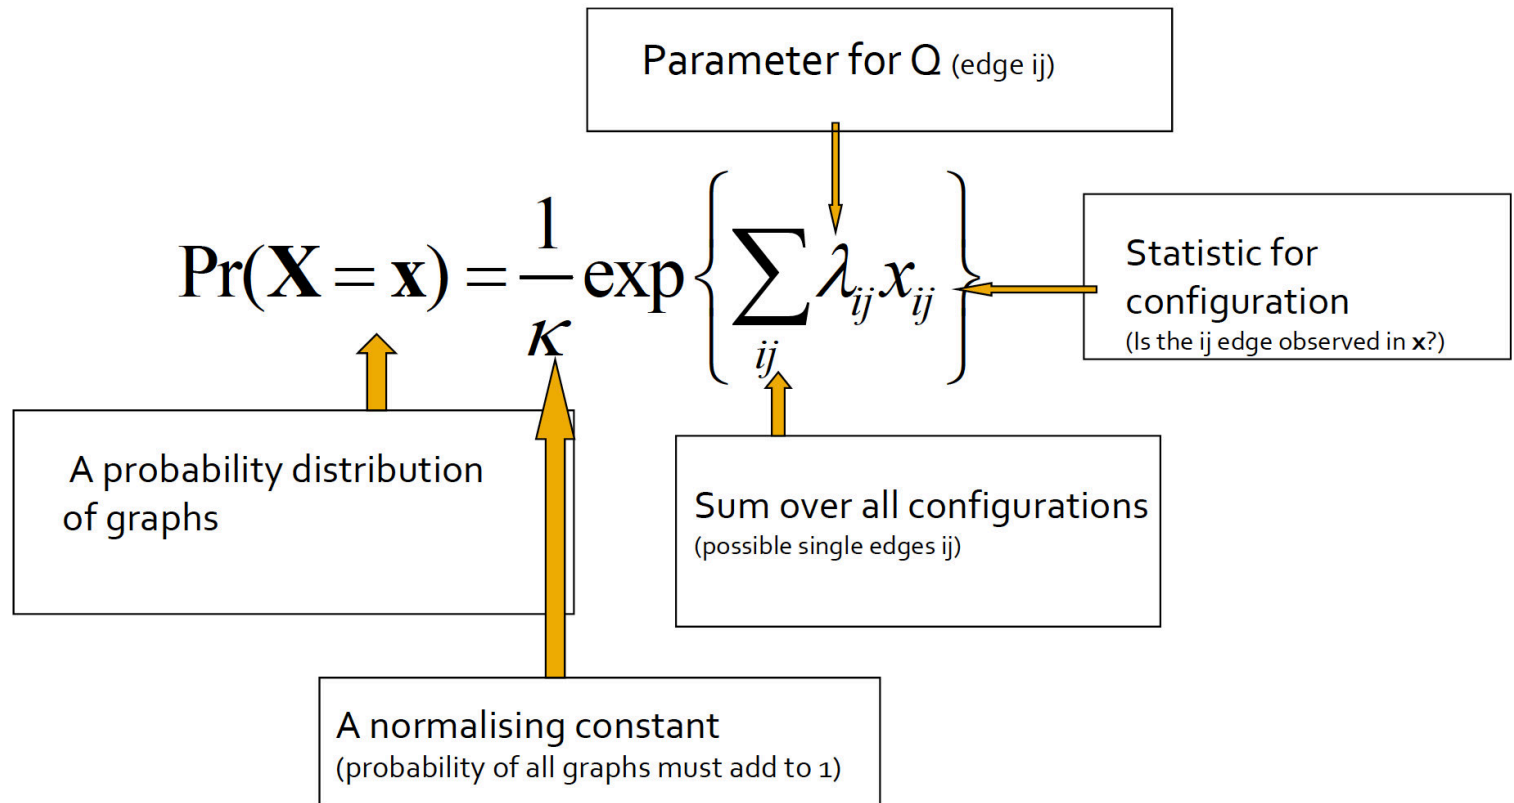 Parameter for Q (edge ij)
Pr(X = x) = 1/κ exp{∑ij λij xij}
Statistic for
configuration
(Is the ij edge observed in x?)
A probability distribution
of graphs
Sum over all configurations
(possible single edges ij)
A normalising constant
(probability of all graphs must add to 1)